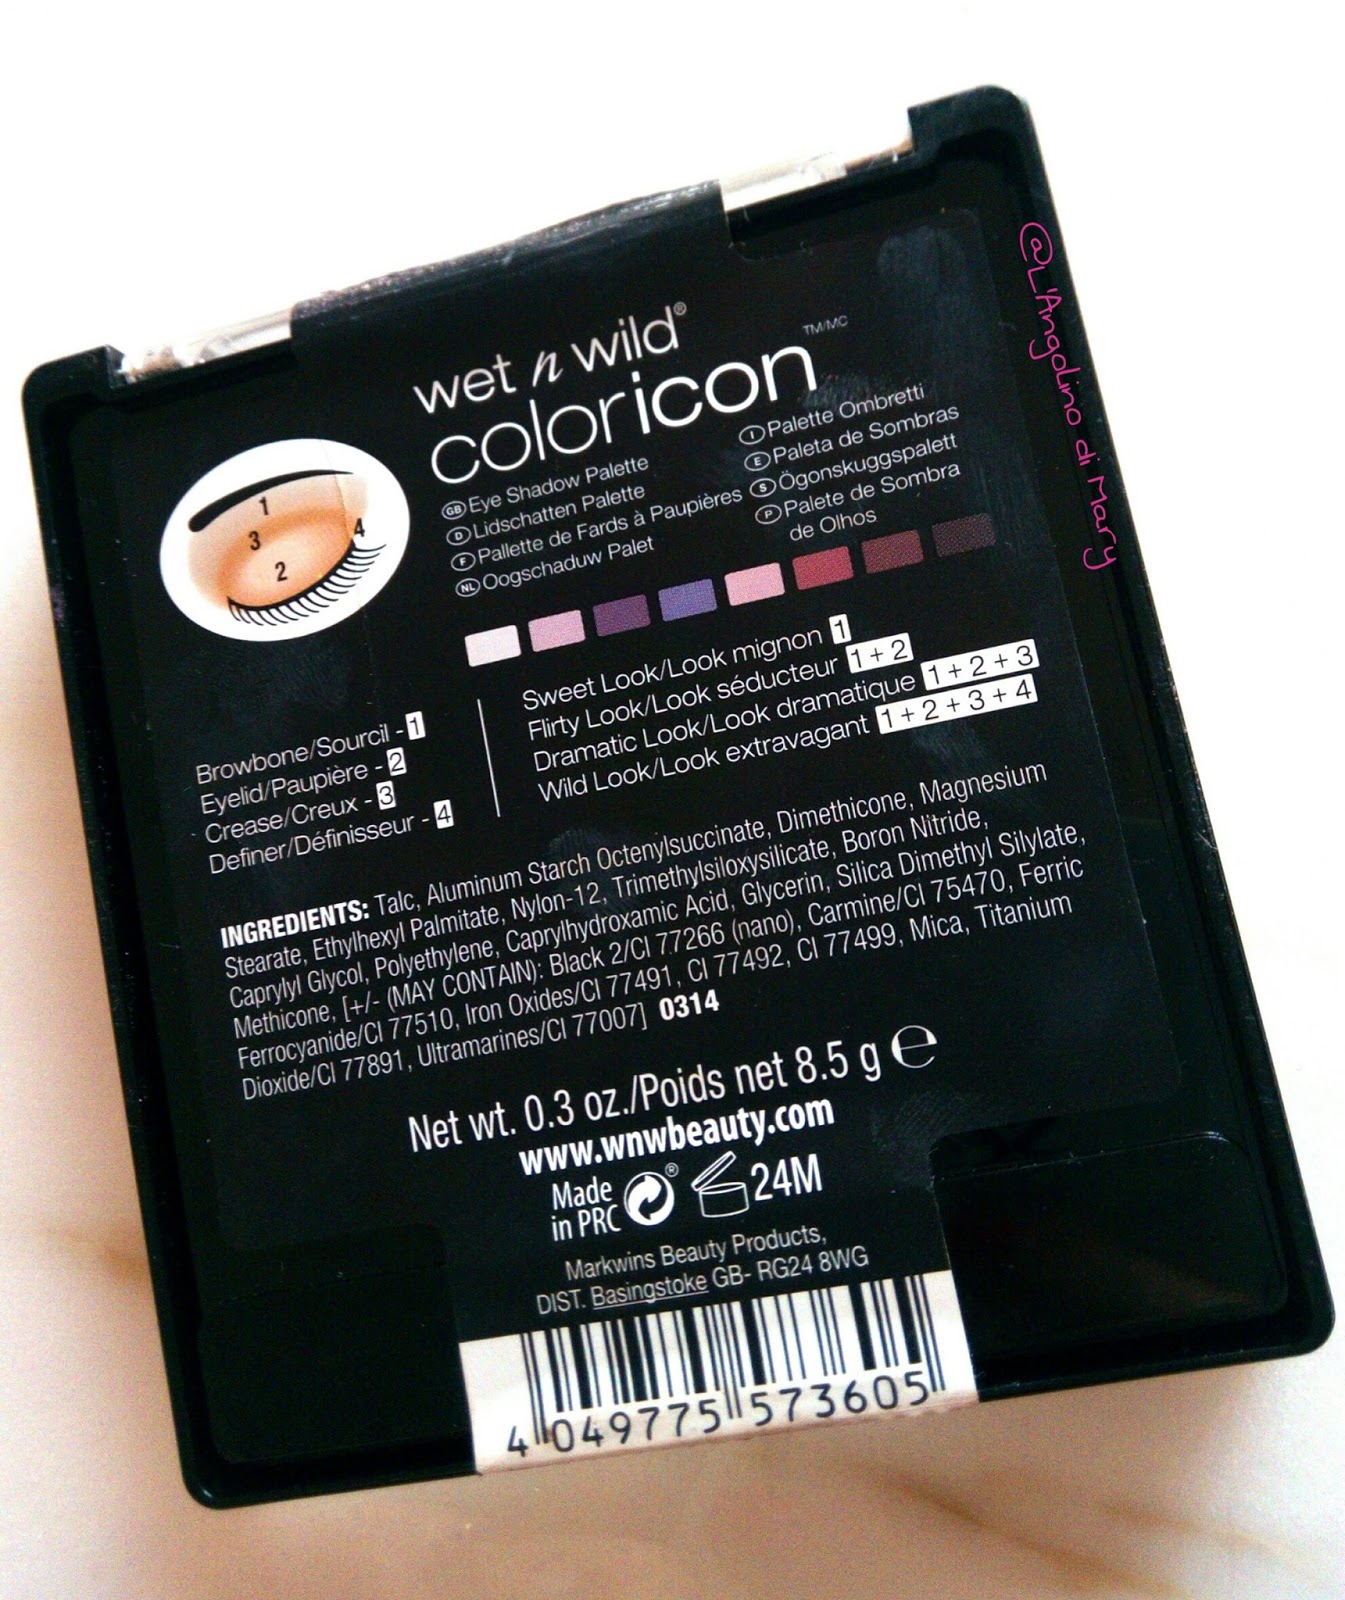 wet n wild®
coloricon TM/MC
GB Eye Shadow Palette
D Lidschatten Palette
F Pallette de Fards à Paupières
NL Oogschaduw Palet
I Palette Ombretti
E Paleta de Sombras
S Ögonskuggspalett
P Palete de Sombra
de Olhos
1
3
4
2
Browbone/Sourcil - 1
Eyelid/Paupière - 2
Crease/Creux - 3
Definer/Définisseur - 4
Sweet Look/Look mignon 1
Flirty Look/Look séducteur 1 + 2
Dramatic Look/Look dramatique 1 + 2 + 3
Wild Look/Look extravagant 1 + 2 + 3 + 4
INGREDIENTS: Talc, Aluminum Starch Octenylsuccinate, Dimethicone, Magnesium
Stearate, Ethylhexyl Palmitate, Nylon-12, Trimethylsiloxysilicate, Boron Nitride,
Caprylyl Glycol, Polyethylene, Caprylhydroxamic Acid, Glycerin, Silica Dimethyl Silylate,
Methicone, [+/- (MAY CONTAIN): Black 2/CI 77266 (nano), Carmine/CI 75470, Ferric
Ferrocyanide/CI 77510, Iron Oxides/CI 77491, CI 77492, CI 77499, Mica, Titanium
Dioxide/CI 77891, Ultramarines/CI 77007] 0314
Net wt. 0.3 oz./Poids net 8.5 g ℮
www.wnwbeauty.com
Made
in PRC
®
24M
Markwins Beauty Products,
DIST. Basingstoke GB- RG24 8WG
4 049775 573605
@L'Angolino di Mary